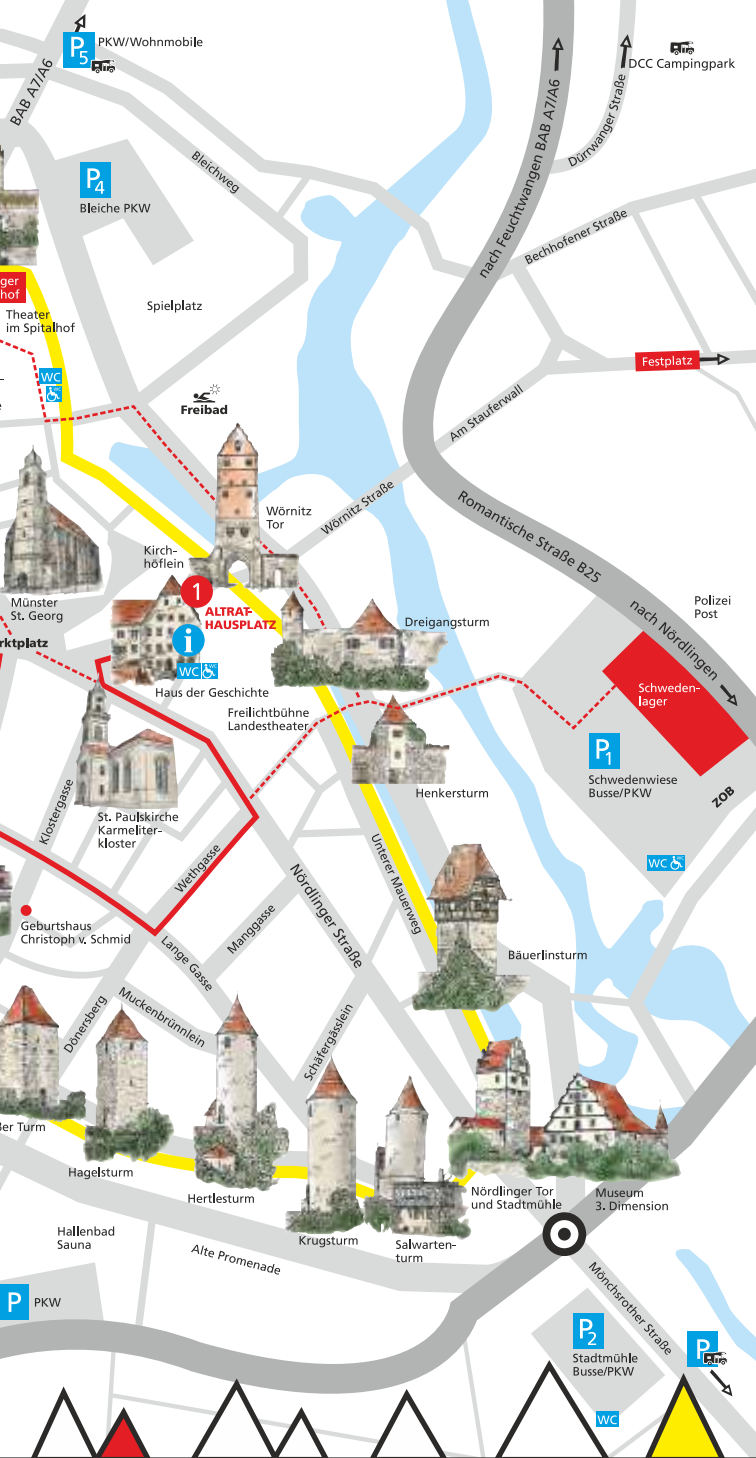 P5
PKW/Wohnmobile
BAB A7/A6
DCC Campingpark
nach Feuchtwangen BAB A7/A6
Dürrwanger Straße
P4
Bleiche PKW
Bleichweg
Bechhofener Straße
Theater
im Spitalhof
Spielplatz
Festplatz
WC
WC
Freibad
Am Stauferwall
Wörnitz
Tor
Wörnitz Straße
Romantische Straße B25
Kirch-
höflein
Münster
St. Georg
1
ALTRAT-
HAUSPLATZ
i
WC
WC
Haus der Geschichte
Dreigangsturm
nach Nördlingen
Polizei
Post
Schweden-
lager
Freilichtbühne
Landestheater
P1
Schwedenwiese
Busse/PKW
ZOB
WC
WC
Henkersturm
Klostergasse
St. Paulskirche
Karmeliter-
kloster
Wethgasse
Nördlinger Straße
Unterer Mauerweg
Geburtshaus
Christoph v. Schmid
Lange Gasse
Manggasse
Bäuerlinsturm
Dönersberg
Muckenbrünnlein
Schäfergässlein
Hagelsturm
Hertlesturm
Krugsturm
Salwarten-
turm
Nördlinger Tor
und Stadtmühle
Museum
3. Dimension
Hallenbad
Sauna
Alte Promenade
P
PKW
Mönchsrother Straße
P2
Stadtmühle
Busse/PKW
P
WC